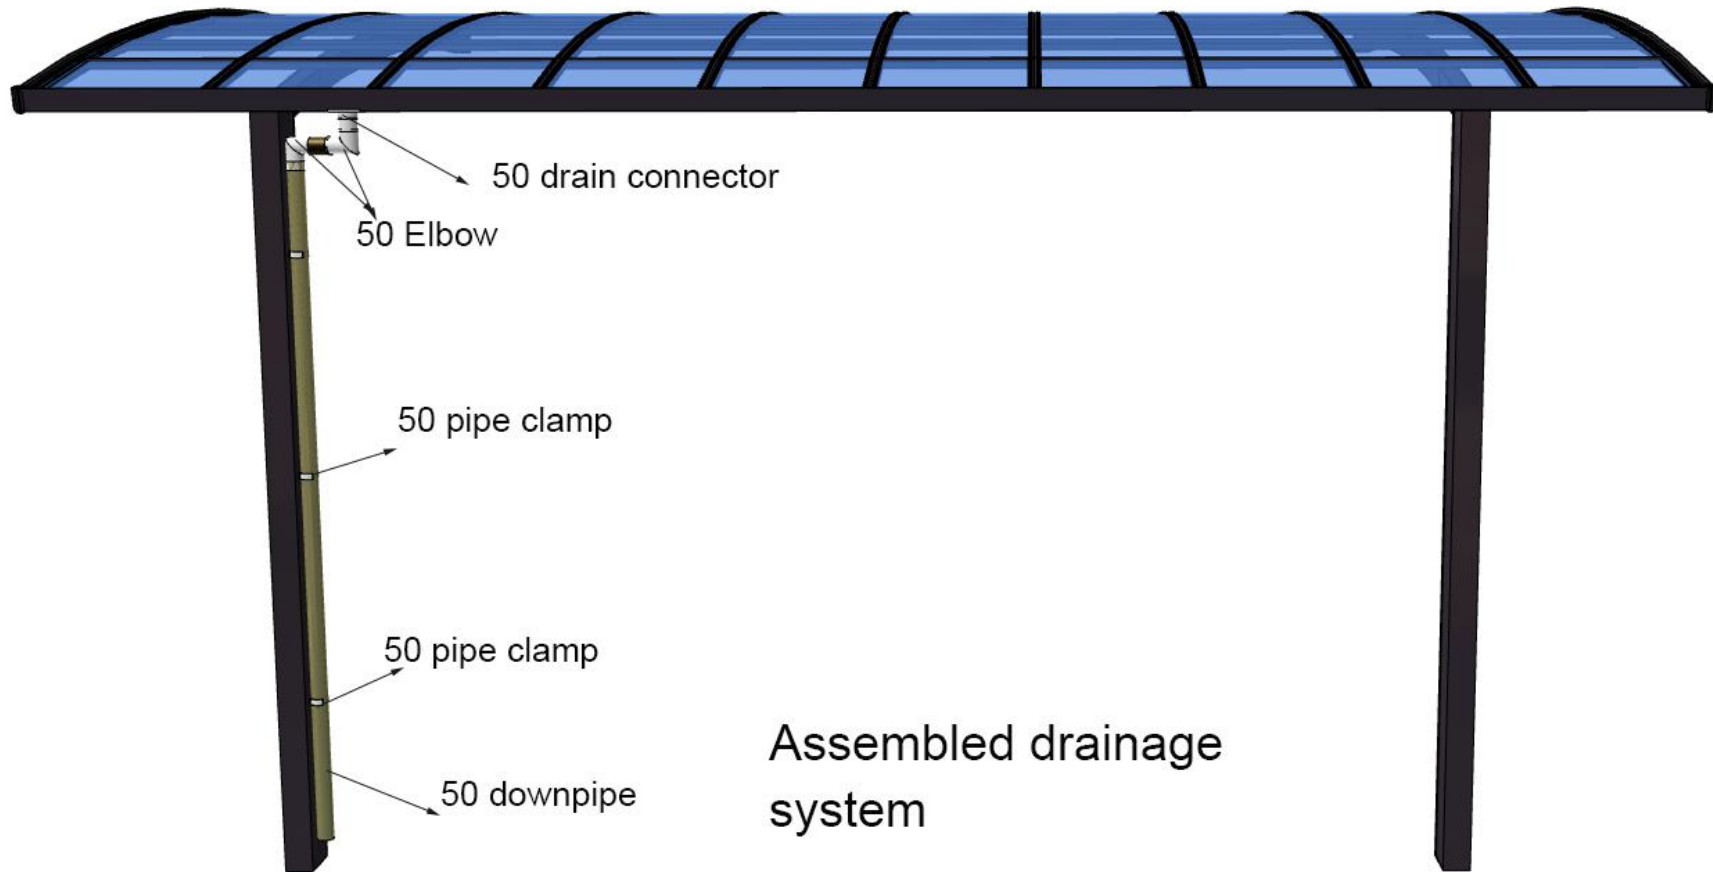 50 drain connector
50 Elbow
50 pipe clamp
50 pipe clamp
50 downpipe
Assembled drainage
system